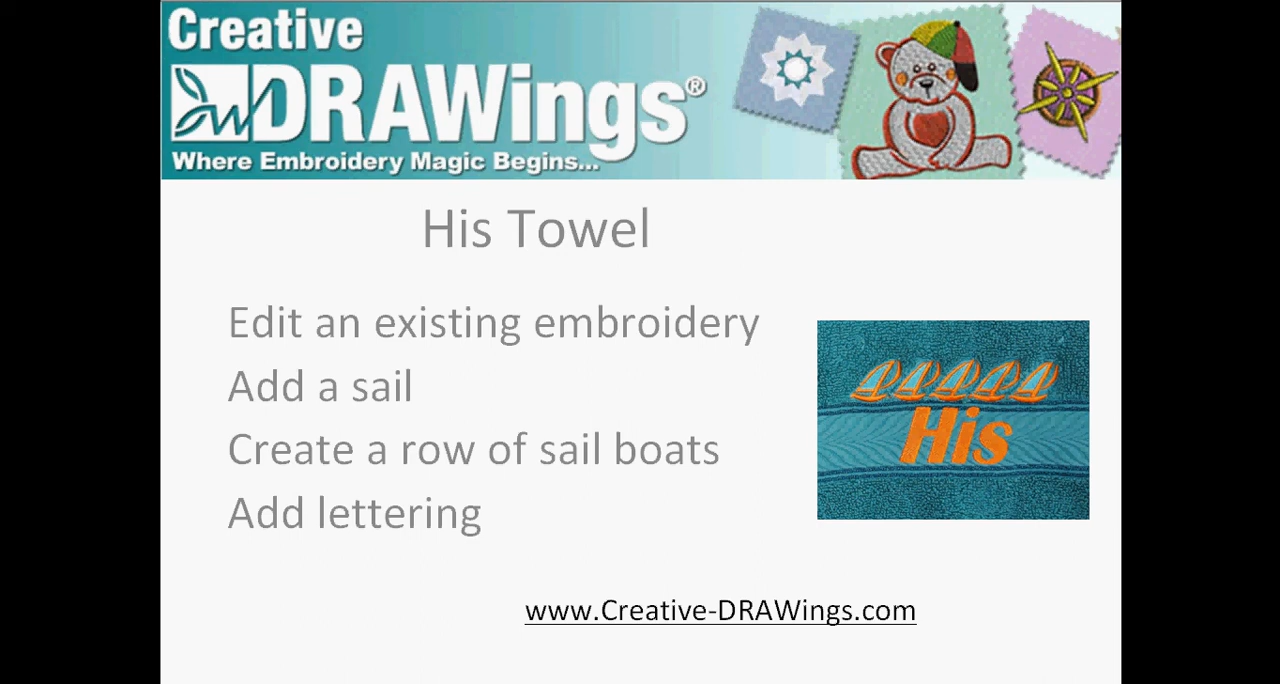 Creative
DRAWings®
Where Embroidery Magic Begins...
His Towel
Edit an existing embroidery
Add a sail
Create a row of sail boats
Add lettering
His
www.Creative-DRAWings.com